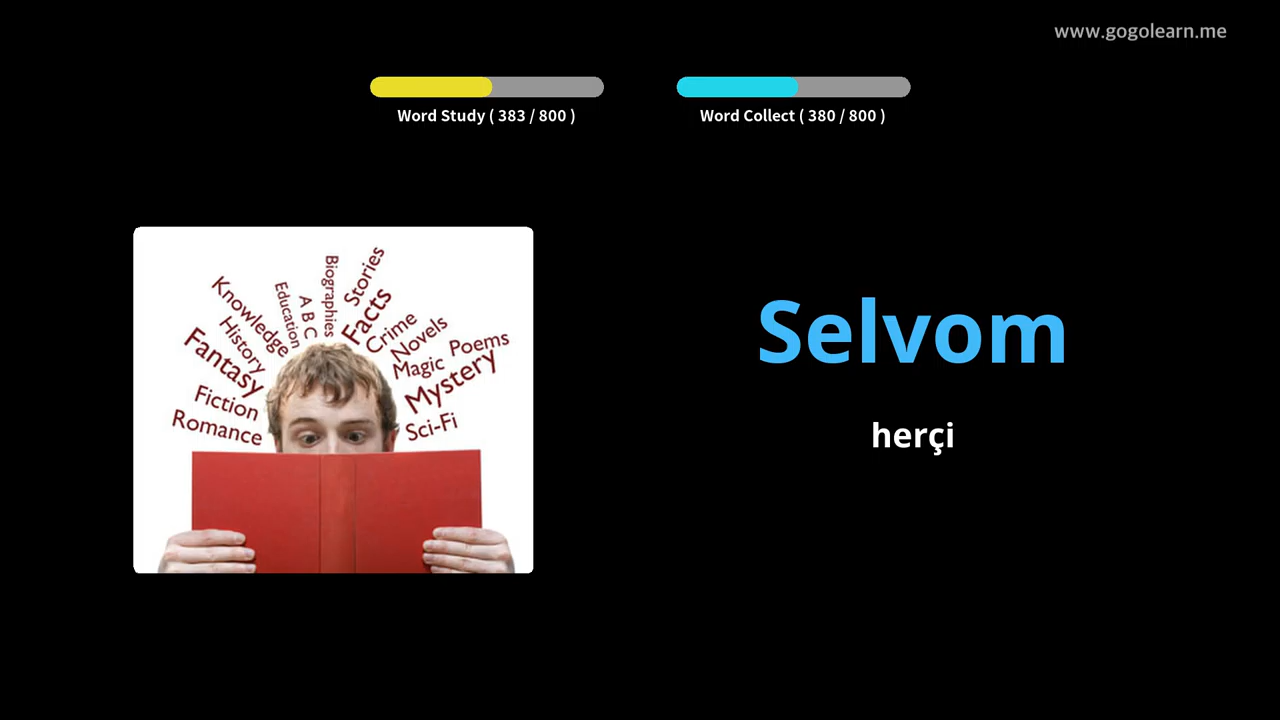 www.gogolearn.me
Word Study ( 383 / 800 )
Word Collect ( 380 / 800 )
Biographies
Stories
Knowledge
Education
A B C
Facts
History
Crime
Novels
Fantasy
Magic
Poems
Mystery
Fiction
Romance
Sci-Fi
Selvom
herçi